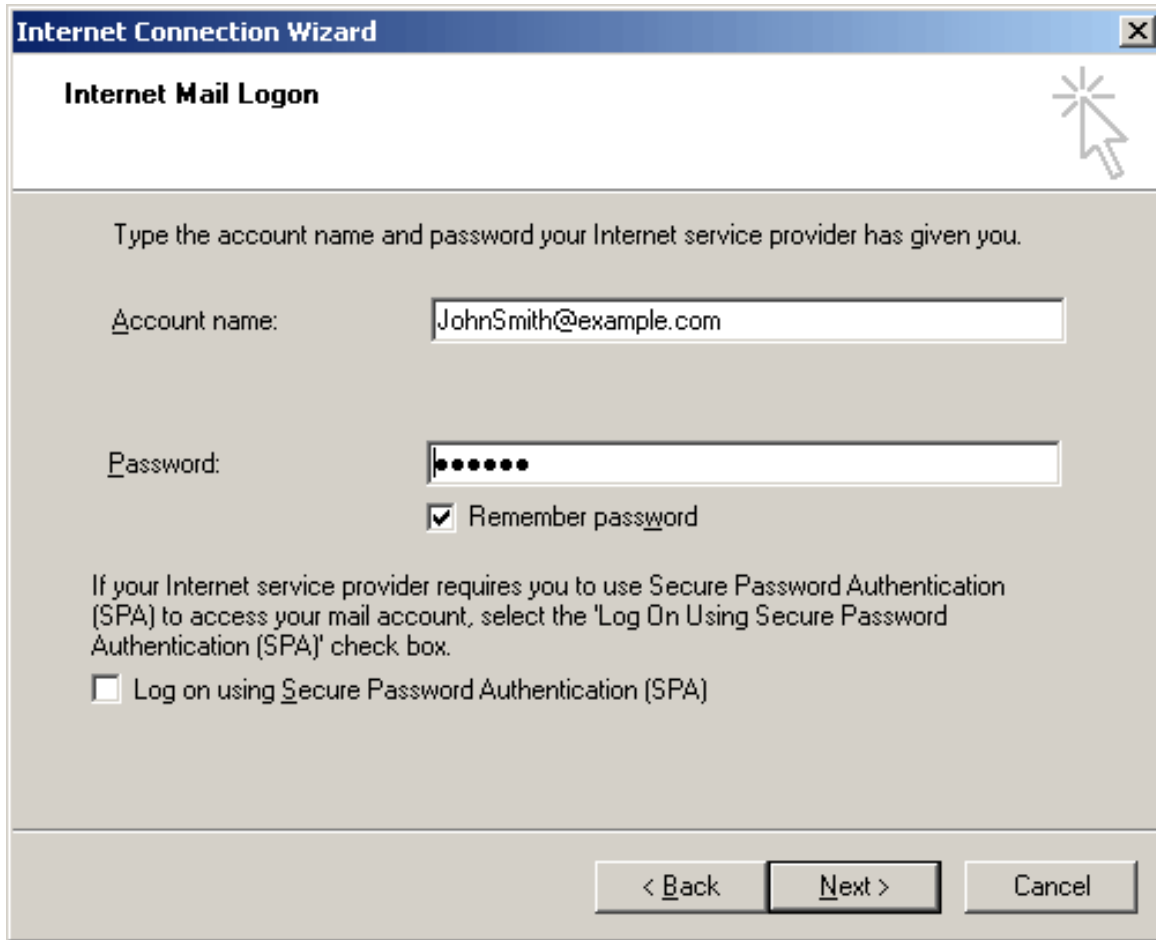 Internet Connection Wizard
Internet Mail Logon
Type the account name and password your Internet service provider has given you.
Account name: JohnSmith@example.com
Password: ●●●●●●
Remember password
If your Internet service provider requires you to use Secure Password Authentication
(SPA) to access your mail account, select the 'Log On Using Secure Password
Authentication (SPA)' check box.
Log on using Secure Password Authentication (SPA)
< Back Next > Cancel